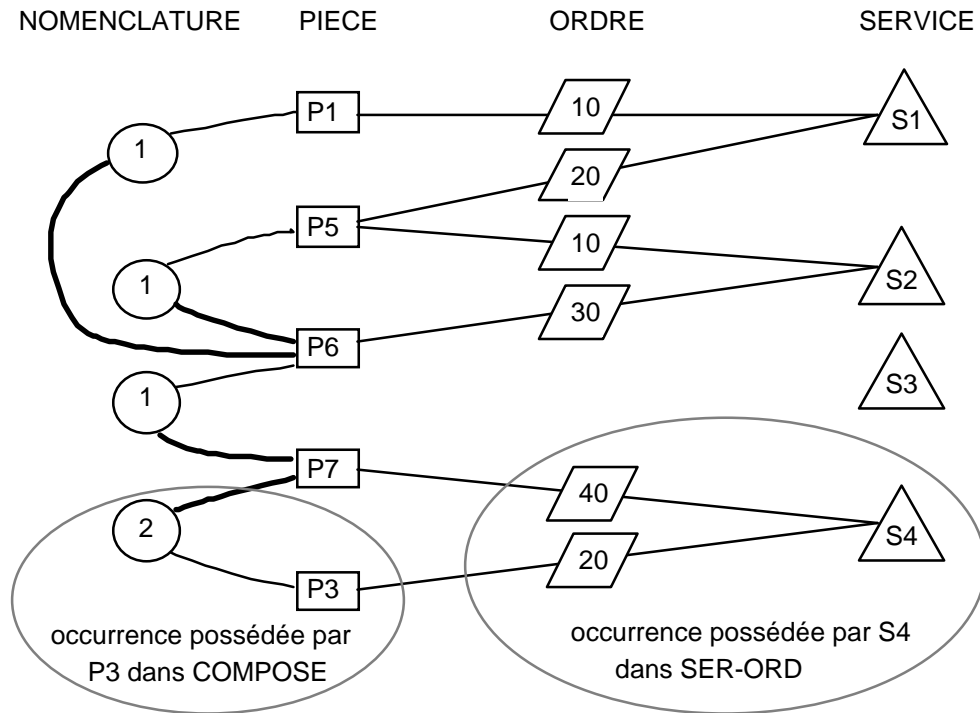 NOMENCLATURE PIÈCE ORDRE SERVICE
P1 10 S1
1
20
P5 10
1 S2
30
P6
S3
1
P7 40
2 S4
20
P3
occurrence possédée par
P3 dans COMPOSE
occurrence possédée par S4
dans SER-ORD